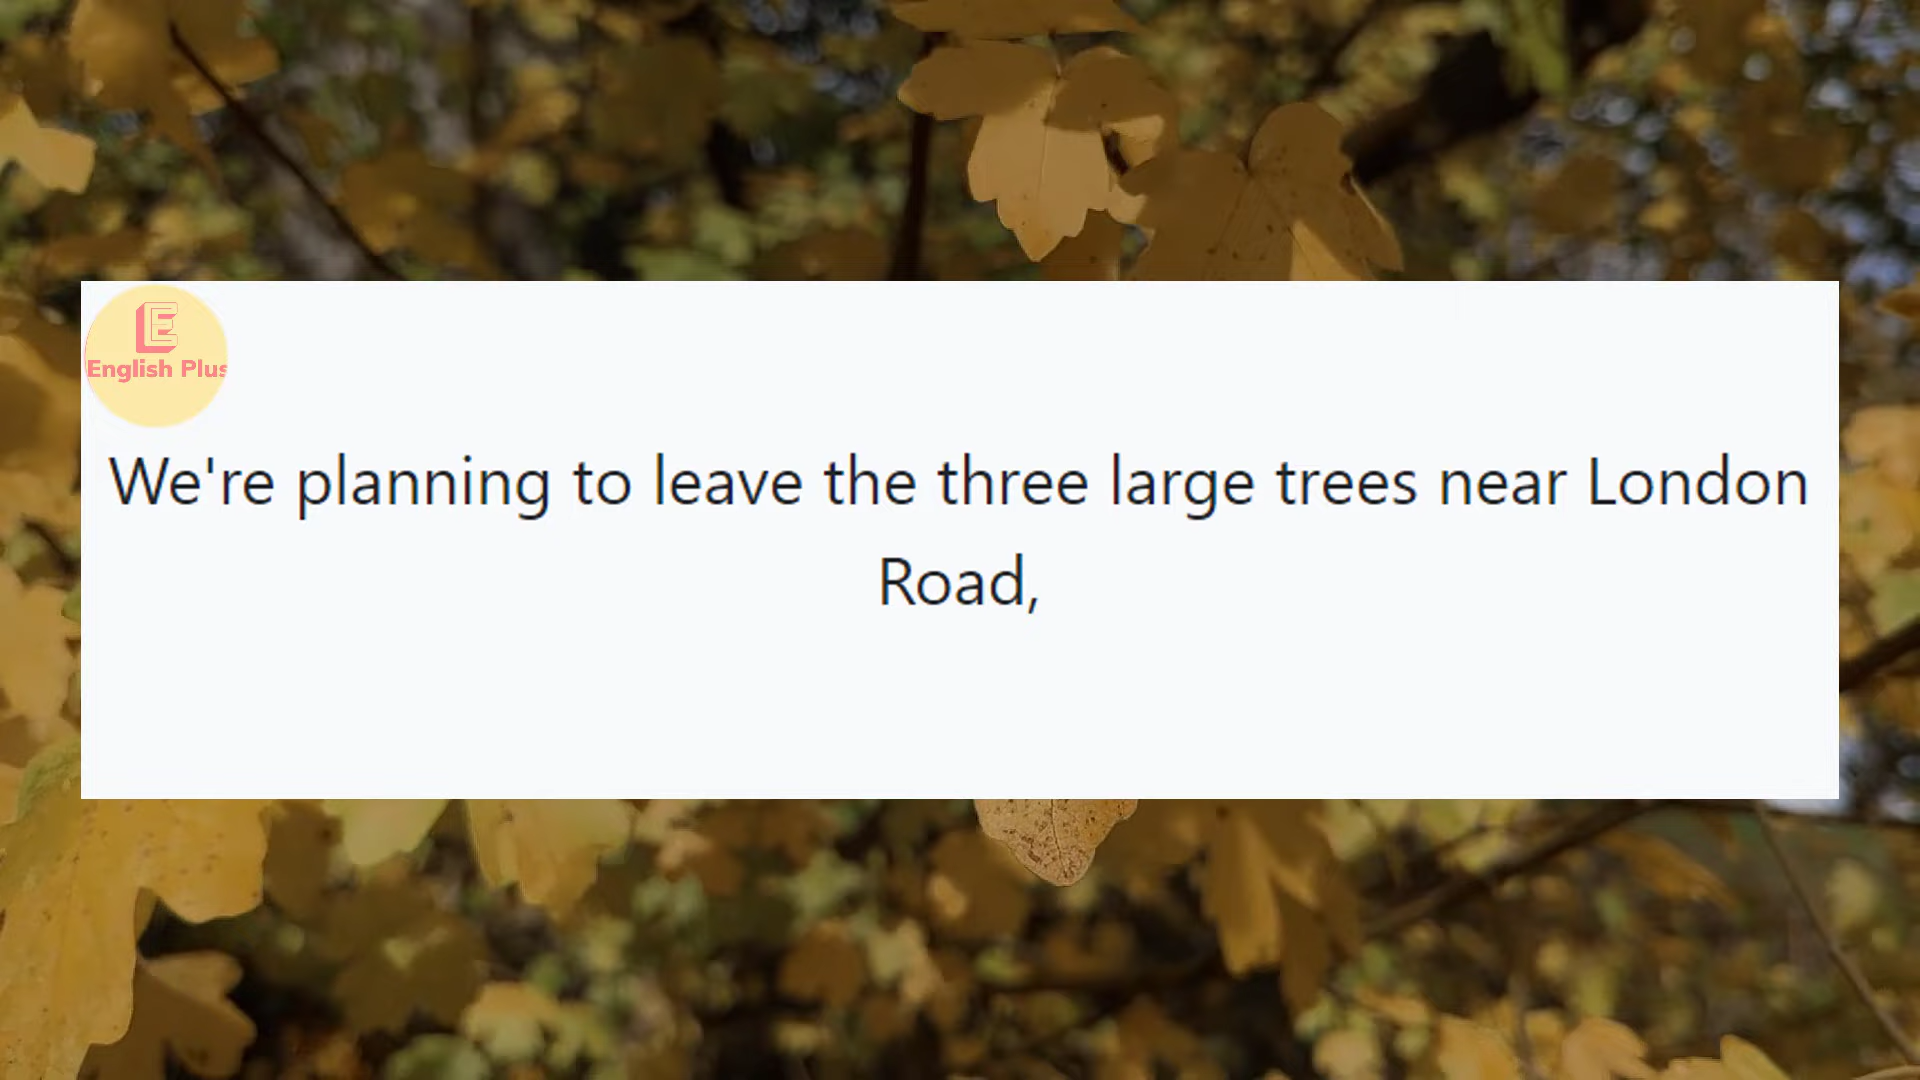 E
English Plus
We're planning to leave the three large trees near London
Road,